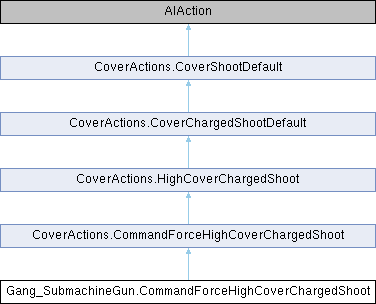 AIAction
CoverActions.CoverShootDefault
CoverActions.CoverChargedShootDefault
CoverActions.HighCoverChargedShoot
CoverActions.CommandForceHighCoverChargedShoot
Gang_SubmachineGun.CommandForceHighCoverChargedShoot